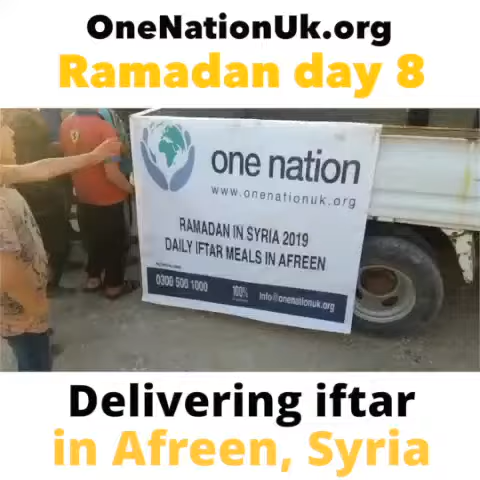 OneNationUk.org
Ramadan day 8
one nation
www.onenationuk.org
RAMADAN IN SYRIA 2019
DAILY IFTAR MEALS IN AFREEN
0300 500 1000
100%
info@onenationuk.org
Delivering iftar
in Afreen, Syria